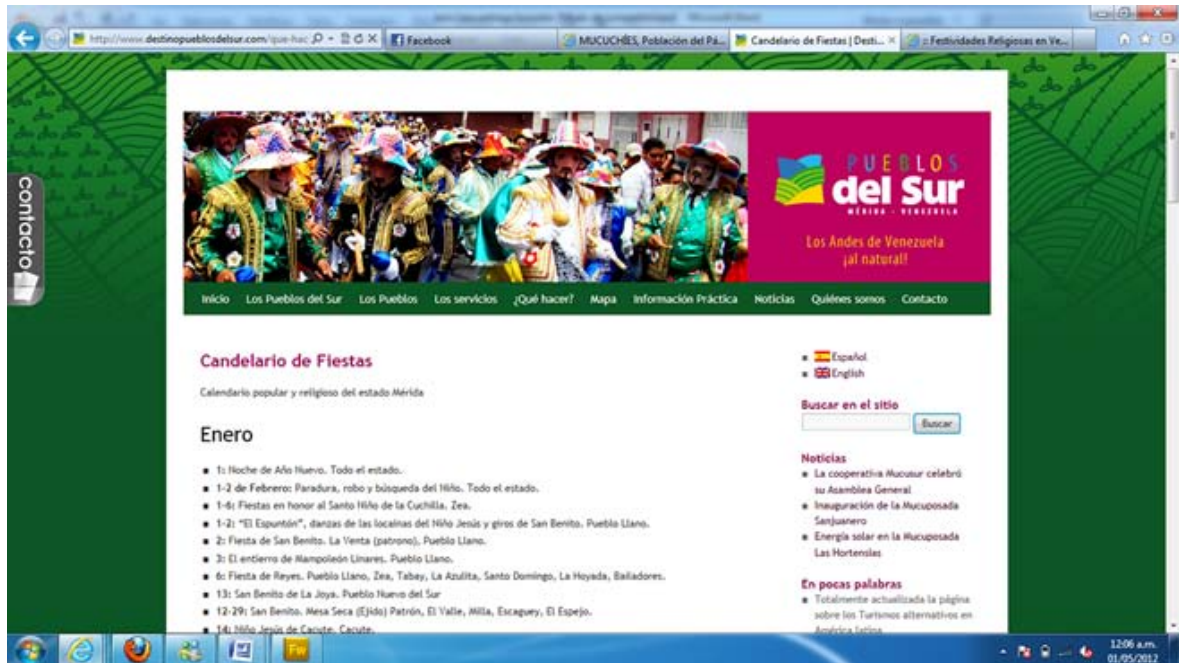 http://www.destinopueblosdelsur.com/que-hac
Facebook
MUCUCHÍES, Población del Pá...
Candelario de Fiestas | Desti...
:: Festividades Religiosas en Ve...
contacto
PUEBLOS
del Sur
MÉRIDA - VENEZUELA
Los Andes de Venezuela
¡al natural!
Inicio Los Pueblos del Sur Los Pueblos Los servicios ¿Qué hacer? Mapa Información Práctica Noticias Quiénes somos Contacto
Candelario de Fiestas
Calendario popular y religioso del estado Mérida
Enero
1: Noche de Año Nuevo. Todo el estado.
1-2 de Febrero: Paradura, robo y búsqueda del Niño. Todo el estado.
1-6: Fiestas en honor al Santo Niño de la Cuchilla. Zea.
1-2: “El Espuntón”, danzas de las locainas del Niño Jesús y giros de San Benito. Pueblo Llano.
2: Fiesta de San Benito. La Venta (patrono), Pueblo Llano.
3: El entierro de Mampoleón Linares. Pueblo Llano.
6: Fiesta de Reyes. Pueblo Llano, Zea, Tabay, La Azulita, Santo Domingo, La Hoyada, Bailadores.
13: San Benito de La Joya. Pueblo Nuevo del Sur
12-29: San Benito. Mesa Seca (Ejido) Patrón, El Valle, Milla, Escaguey, El Espejo.
14: Niño Jesús de Cacute. Cacute.
Español
English
Buscar en el sitio
Buscar
Noticias
La cooperativa Mucusur celebró
su Asamblea General
Inauguración de la Mucuposada
Sanjuanero
Energía solar en la Mucuposada
Las Hortensias
En pocas palabras
Totalmente actualizada la página
sobre los Turismos alternativos en
América latina
Fw
12:06 a.m.
01/05/2012